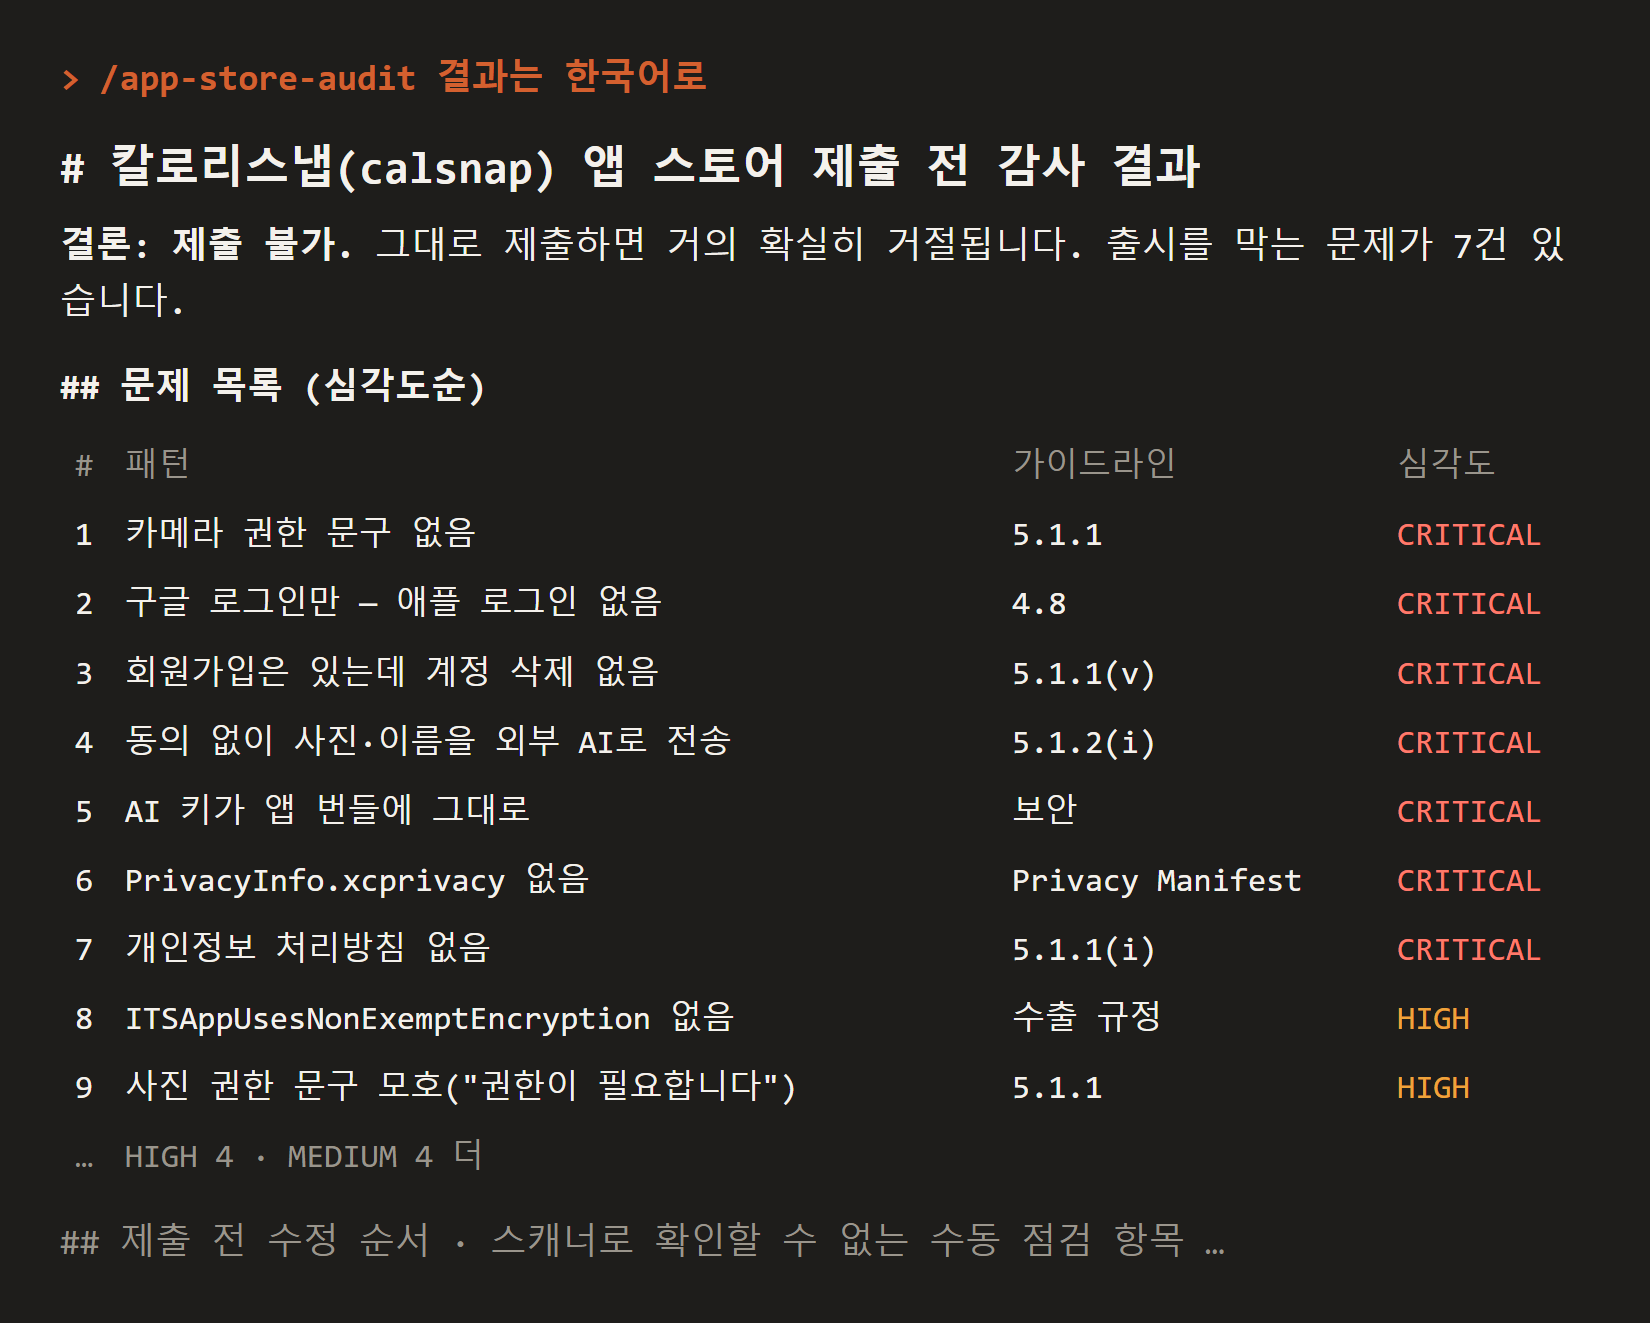 > /app-store-audit 결과는 한국어로
# 칼로리스냅(calsnap) 앱 스토어 제출 전 감사 결과
결론: 제출 불가. 그대로 제출하면 거의 확실히 거절됩니다. 출시를 막는 문제가 7건 있
습니다.
## 문제 목록 (심각도순)
# 패턴 가이드라인 심각도
1 카메라 권한 문구 없음 5.1.1 CRITICAL
2 구글 로그인만 — 애플 로그인 없음 4.8 CRITICAL
3 회원가입은 있는데 계정 삭제 없음 5.1.1(v) CRITICAL
4 동의 없이 사진·이름을 외부 AI로 전송 5.1.2(i) CRITICAL
5 AI 키가 앱 번들에 그대로 보안 CRITICAL
6 PrivacyInfo.xcprivacy 없음 Privacy Manifest CRITICAL
7 개인정보 처리방침 없음 5.1.1(i) CRITICAL
8 ITSAppUsesNonExemptEncryption 없음 수출 규정 HIGH
9 사진 권한 문구 모호("권한이 필요합니다") 5.1.1 HIGH
… HIGH 4 · MEDIUM 4 더
## 제출 전 수정 순서 · 스캐너로 확인할 수 없는 수동 점검 항목 …